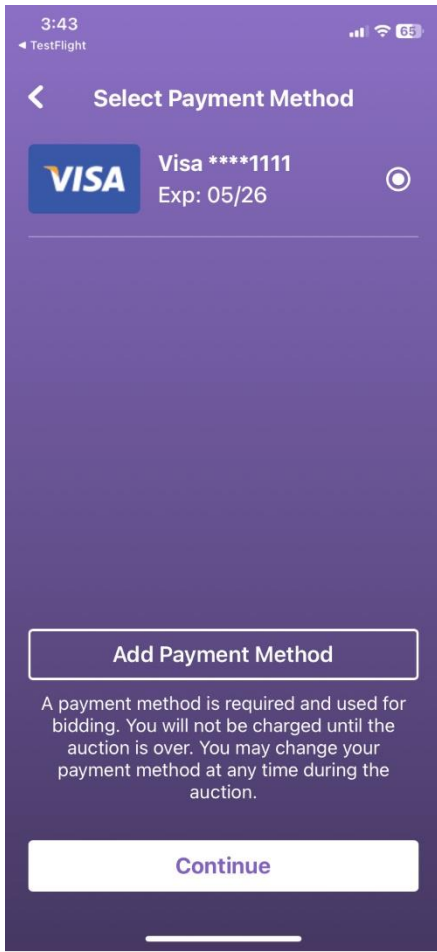 3:43
65
◄ TestFlight
Select Payment Method
VISA
Visa ****1111
Exp: 05/26
Add Payment Method
A payment method is required and used for
bidding. You will not be charged until the
auction is over. You may change your
payment method at any time during the
auction.
Continue